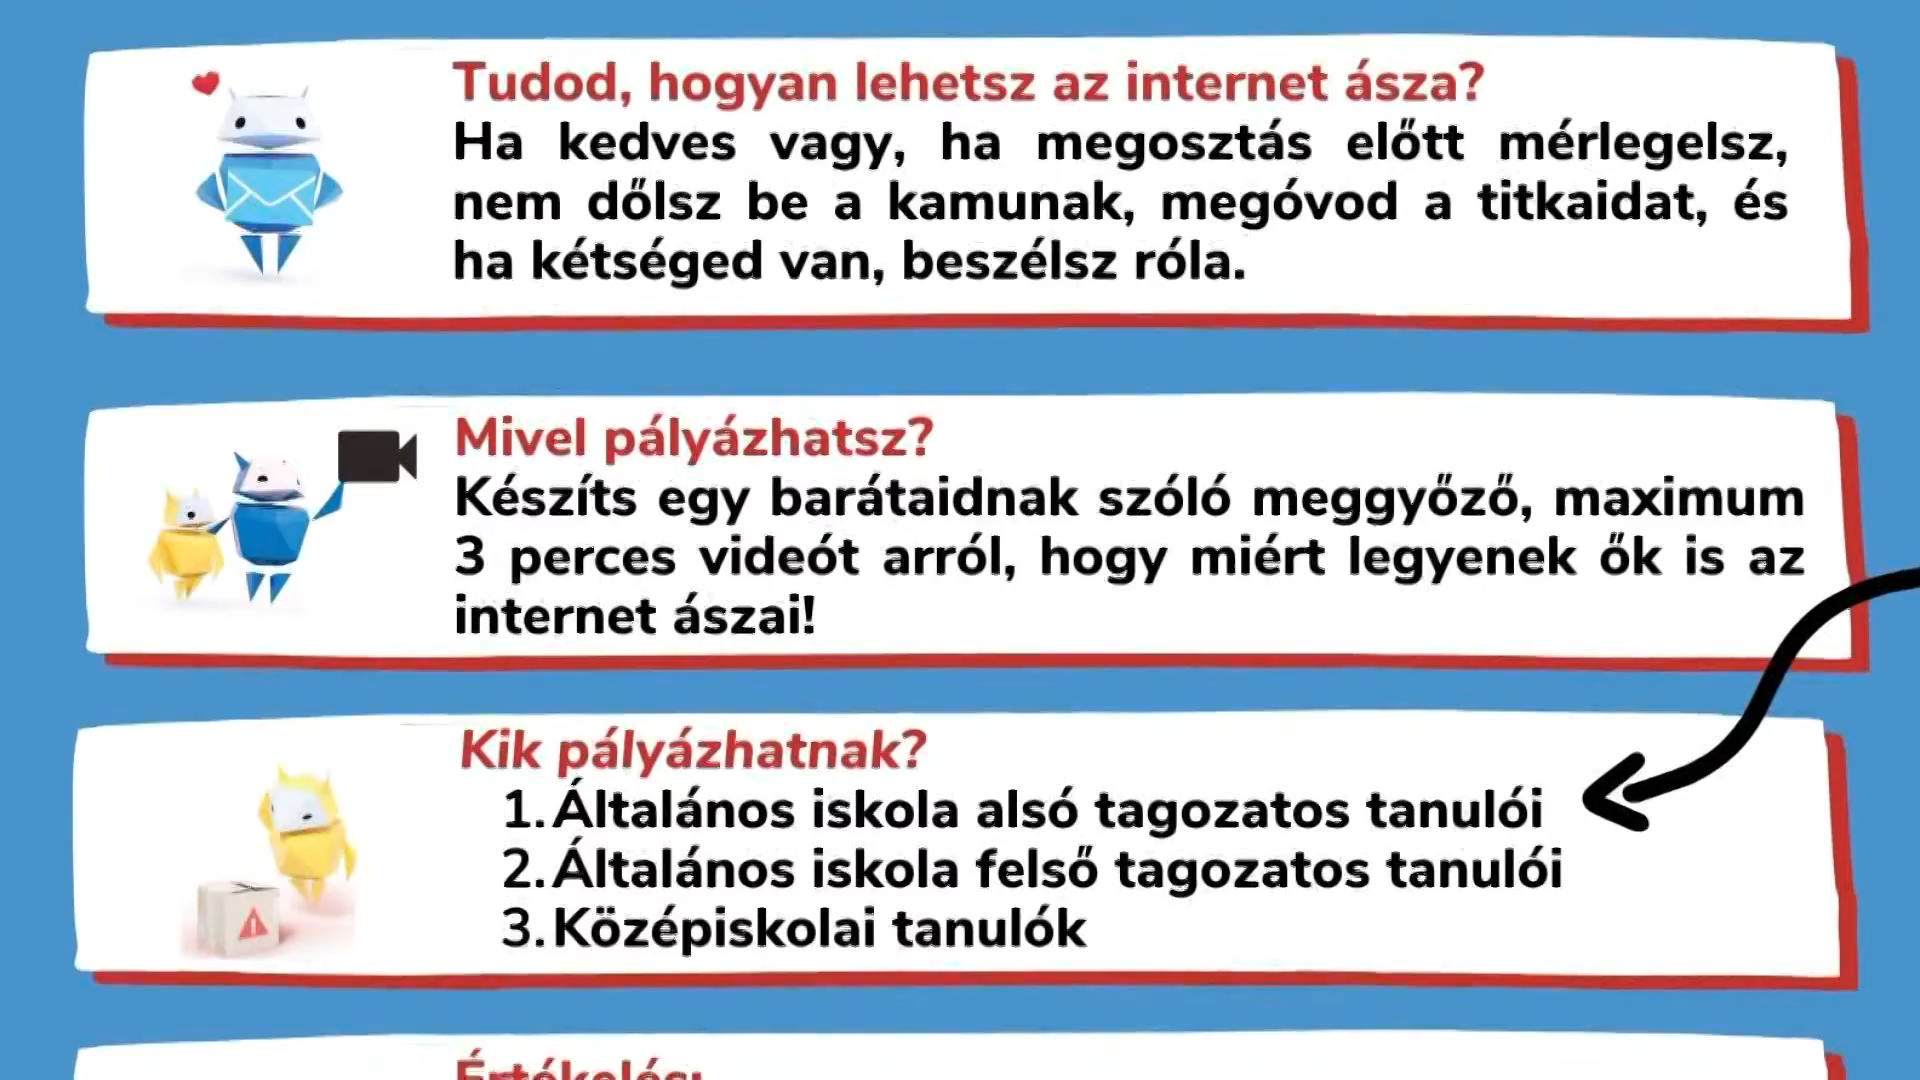 Tudod, hogyan lehetsz az internet ásza?
Ha kedves vagy, ha megosztás előtt mérlegelsz,
nem dőlsz be a kamunak, megóvod a titkaidat, és
ha kétséged van, beszélsz róla.
Mivel pályázhatsz?
Készíts egy barátaidnak szóló meggyőző, maximum
3 perces videót arról, hogy miért legyenek ők is az
internet ászai!
Kik pályázhatnak?
1. Általános iskola alsó tagozatos tanulói
2. Általános iskola felső tagozatos tanulói
3. Középiskolai tanulók
Értékelés: